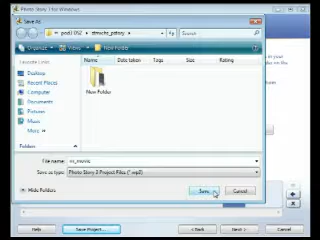 Photo Story 3 for Windows
Save As
Organize
Views
New Folder
Favorite Links
Name
Date taken
Tags
Size
Rating
Desktop
Recent Places
Computer
Documents
Pictures
Music
More
Folders
New Folder
File name:
Save as type: Photo Story 3 Project Files (*.wp3)
Hide Folders
Save
Cancel
Help
Save Project...
< Back
Next >
Cancel